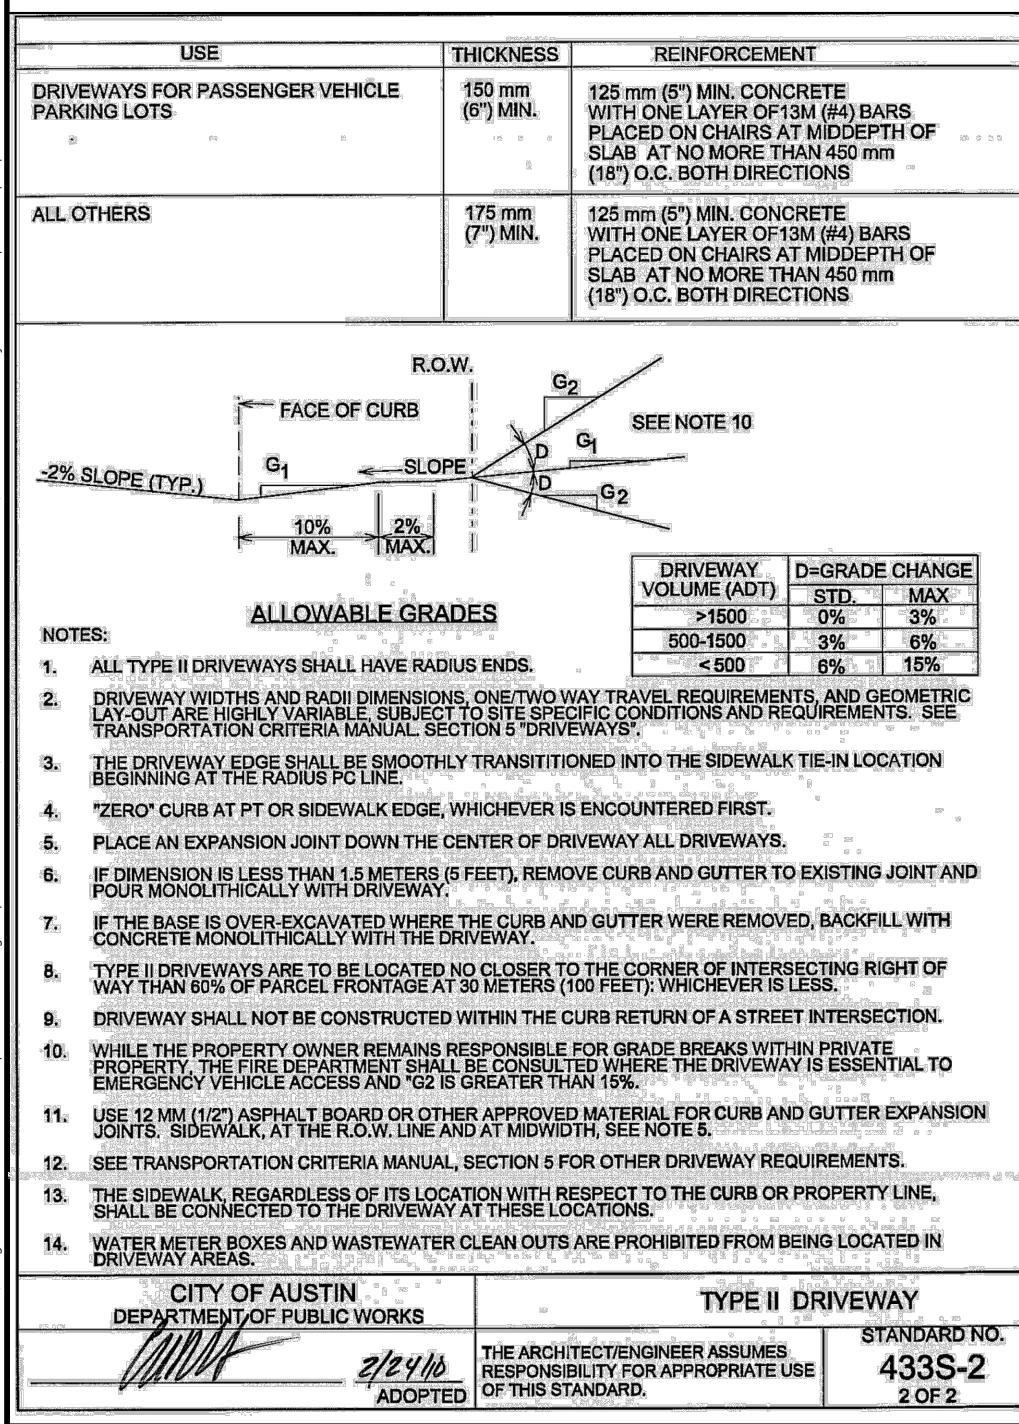 USE THICKNESS REINFORCEMENT
DRIVEWAYS FOR PASSENGER VEHICLE
PARKING LOTS
150 mm
(6") MIN.
125 mm (5") MIN. CONCRETE
WITH ONE LAYER OF13M (#4) BARS
PLACED ON CHAIRS AT MIDDEPTH OF
SLAB AT NO MORE THAN 450 mm
(18") O.C. BOTH DIRECTIONS
ALL OTHERS
175 mm
(7") MIN.
125 mm (5") MIN. CONCRETE
WITH ONE LAYER OF13M (#4) BARS
PLACED ON CHAIRS AT MIDDEPTH OF
SLAB AT NO MORE THAN 450 mm
(18") O.C. BOTH DIRECTIONS
R.O.W.
G2
FACE OF CURB
SEE NOTE 10
G1
D
G1
SLOPE
-2% SLOPE (TYP.)
D
G2
10%
MAX.
2%
MAX.
DRIVEWAY
VOLUME (ADT)
D=GRADE CHANGE
STD. MAX
>1500 0% 3%
500-1500 3% 6%
<500 6% 15%
ALLOWABLE GRADES
NOTES:
1. ALL TYPE II DRIVEWAYS SHALL HAVE RADIUS ENDS.
2. DRIVEWAY WIDTHS AND RADII DIMENSIONS, ONE/TWO WAY TRAVEL REQUIREMENTS, AND GEOMETRIC
LAY-OUT ARE HIGHLY VARIABLE, SUBJECT TO SITE SPECIFIC CONDITIONS AND REQUIREMENTS. SEE
TRANSPORTATION CRITERIA MANUAL. SECTION 5 "DRIVEWAYS".
3. THE DRIVEWAY EDGE SHALL BE SMOOTHLY TRANSITITIONED INTO THE SIDEWALK TIE-IN LOCATION
BEGINNING AT THE RADIUS PC LINE.
4. "ZERO" CURB AT PT OR SIDEWALK EDGE, WHICHEVER IS ENCOUNTERED FIRST.
5. PLACE AN EXPANSION JOINT DOWN THE CENTER OF DRIVEWAY ALL DRIVEWAYS.
6. IF DIMENSION IS LESS THAN 1.5 METERS (5 FEET), REMOVE CURB AND GUTTER TO EXISTING JOINT AND
POUR MONOLITHICALLY WITH DRIVEWAY.
7. IF THE BASE IS OVER-EXCAVATED WHERE THE CURB AND GUTTER WERE REMOVED, BACKFILL WITH
CONCRETE MONOLITHICALLY WITH THE DRIVEWAY.
8. TYPE II DRIVEWAYS ARE TO BE LOCATED NO CLOSER TO THE CORNER OF INTERSECTING RIGHT OF
WAY THAN 60% OF PARCEL FRONTAGE AT 30 METERS (100 FEET): WHICHEVER IS LESS.
9. DRIVEWAY SHALL NOT BE CONSTRUCTED WITHIN THE CURB RETURN OF A STREET INTERSECTION.
10. WHILE THE PROPERTY OWNER REMAINS RESPONSIBLE FOR GRADE BREAKS WITHIN PRIVATE
PROPERTY, THE FIRE DEPARTMENT SHALL BE CONSULTED WHERE THE DRIVEWAY IS ESSENTIAL TO
EMERGENCY VEHICLE ACCESS AND "G2 IS GREATER THAN 15%.
11. USE 12 MM (1/2") ASPHALT BOARD OR OTHER APPROVED MATERIAL FOR CURB AND GUTTER EXPANSION
JOINTS. SIDEWALK, AT THE R.O.W. LINE AND AT MIDWIDTH, SEE NOTE 5.
12. SEE TRANSPORTATION CRITERIA MANUAL, SECTION 5 FOR OTHER DRIVEWAY REQUIREMENTS.
13. THE SIDEWALK, REGARDLESS OF ITS LOCATION WITH RESPECT TO THE CURB OR PROPERTY LINE,
SHALL BE CONNECTED TO THE DRIVEWAY AT THESE LOCATIONS.
14. WATER METER BOXES AND WASTEWATER CLEAN OUTS ARE PROHIBITED FROM BEING LOCATED IN
DRIVEWAY AREAS.
CITY OF AUSTIN
DEPARTMENT OF PUBLIC WORKS
2/24/10
ADOPTED
TYPE II DRIVEWAY
THE ARCHITECT/ENGINEER ASSUMES
RESPONSIBILITY FOR APPROPRIATE USE
OF THIS STANDARD.
STANDARD NO.
433S-2
2 OF 2